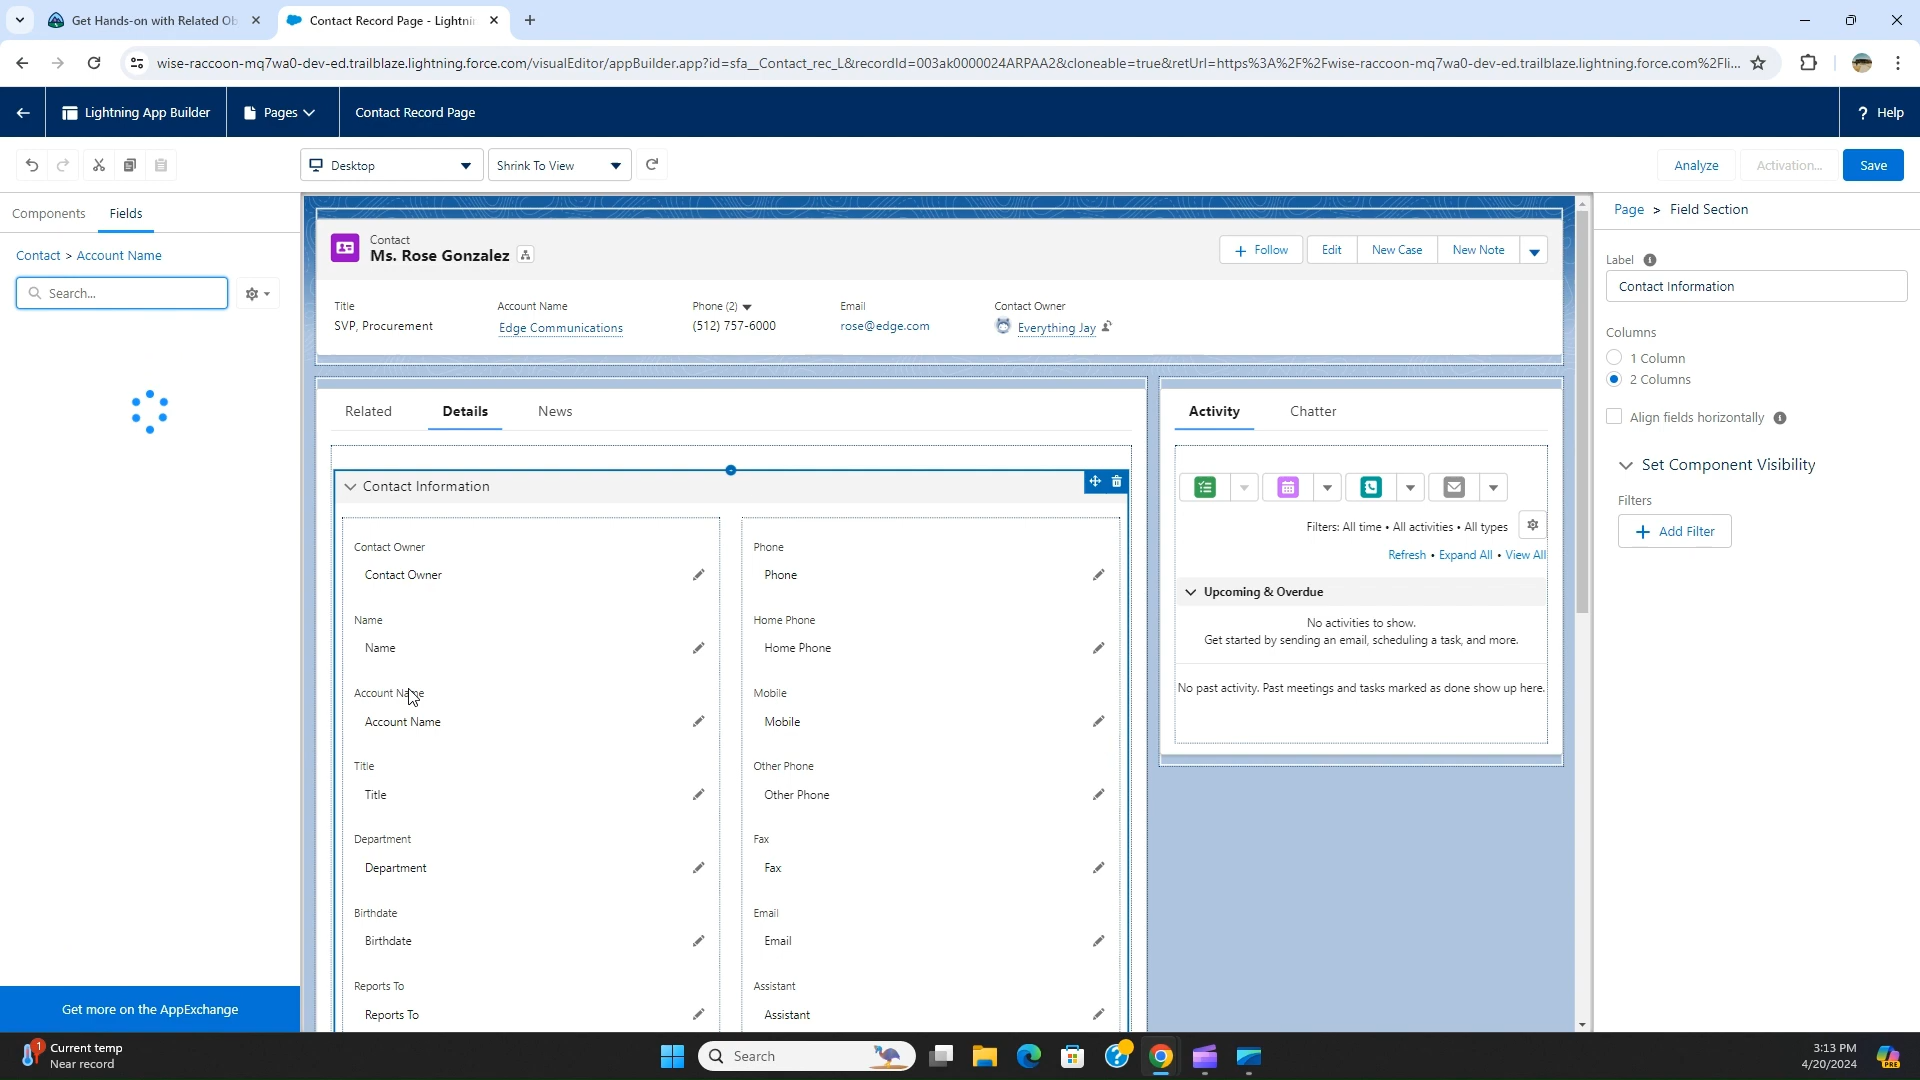 Get Hands-on with Related Ob
Contact Record Page - Lightni
wise-raccoon-mq7wa0-dev-ed.trailblaze.lightning.force.com/visualEditor/appBuilder.app?id=sfa__Contact_rec_L&recordId=003ak0000024ARPAA2&cloneable=true&retUrl=https%3A%2F%2Fwise-raccoon-mq7wa0-dev-ed.trailblaze.lightning.force.com%2Fli...
Lightning App Builder
Pages
Contact Record Page
? Help
Desktop
Shrink To View
Analyze
Activation...
Save
Components
Fields
Contact > Account Name
Search...
Get more on the AppExchange
Contact
Ms. Rose Gonzalez
+ Follow
Edit
New Case
New Note
Title
SVP, Procurement
Account Name
Edge Communications
Phone (2)
(512) 757-6000
Email
rose@edge.com
Contact Owner
Everything Jay
Related
Details
News
Contact Information
Contact Owner
Contact Owner
Name
Name
Account Name
Account Name
Title
Title
Department
Department
Birthdate
Birthdate
Reports To
Reports To
Phone
Phone
Home Phone
Home Phone
Mobile
Mobile
Other Phone
Other Phone
Fax
Fax
Email
Email
Assistant
Assistant
Activity
Chatter
Filters: All time • All activities • All types
Refresh • Expand All • View All
Upcoming & Overdue
No activities to show.
Get started by sending an email, scheduling a task, and more.
No past activity. Past meetings and tasks marked as done show up here.
Page > Field Section
Label
Contact Information
Columns
1 Column
2 Columns
Align fields horizontally
Set Component Visibility
Filters
+ Add Filter
1
Current temp
Near record
Search
3:13 PM
4/20/2024
PRE